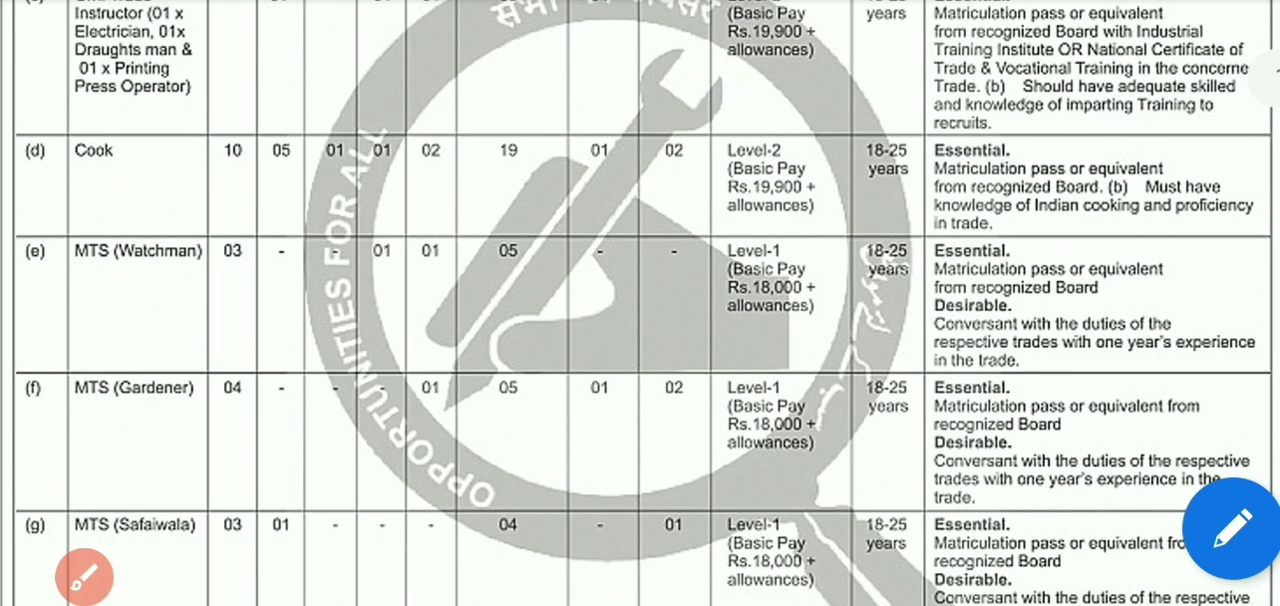 Instructor (01 x
Electrician, 01x
Draughts man &
01 x Printing
Press Operator)
(Basic Pay
Rs.19,900 +
allowances)
years
Matriculation pass or equivalent
from recognized Board with Industrial
Training Institute OR National Certificate of
Trade & Vocational Training in the concerne
Trade. (b) Should have adequate skilled
and knowledge of imparting Training to
recruits.
(d) Cook 10 05 01 01 02 19 01 02
Level-2
(Basic Pay
Rs.19,900 +
allowances)
18-25
years
Essential.
Matriculation pass or equivalent
from recognized Board. (b) Must have
knowledge of Indian cooking and proficiency
in trade.
(e) MTS (Watchman) 03 - - 01 01 05 - -
Level-1
(Basic Pay
Rs.18,000 +
allowances)
18-25
years
Essential.
Matriculation pass or equivalent
from recognized Board
Desirable.
Conversant with the duties of the
respective trades with one year's experience
in the trade.
(f) MTS (Gardener) 04 - - - 01 05 01 02
Level-1
(Basic Pay
Rs.18,000 +
allowances)
18-25
years
Essential.
Matriculation pass or equivalent from
recognized Board
Desirable.
Conversant with the duties of the respective
trades with one year's experience in the
trade.
(g) MTS (Safaiwala) 03 01 - - - 04 - 01
Level-1
(Basic Pay
Rs.18,000 +
allowances)
18-25
years
Essential.
Matriculation pass or equivalent
recognized Board
Desirable.
Conversant with the duties of the respective
OPPORTUNITIES FOR ALL